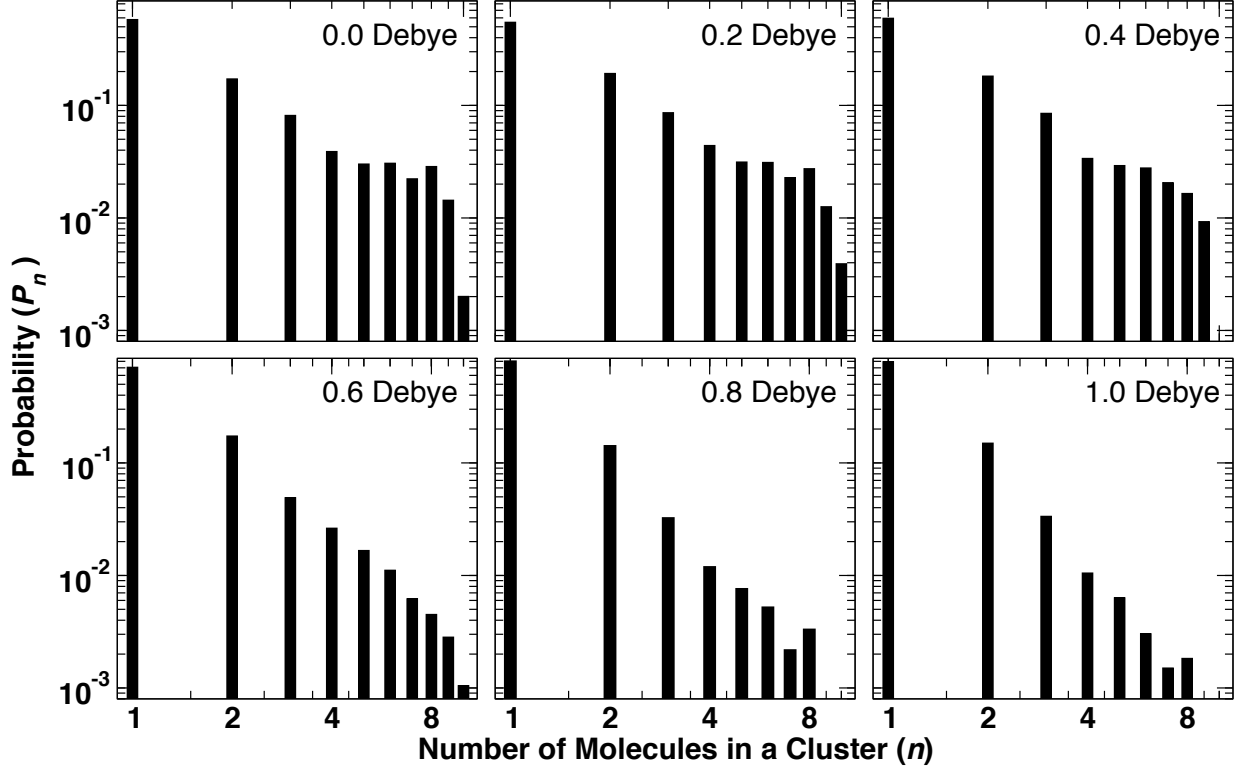 0.0 Debye
0.2 Debye
0.4 Debye
10-1
10-2
10-3
0.6 Debye
0.8 Debye
1.0 Debye
10-1
10-2
10-3
1 2 4 8 1 2 4 8 1 2 4 8
Probability (Pn)
Number of Molecules in a Cluster (n)